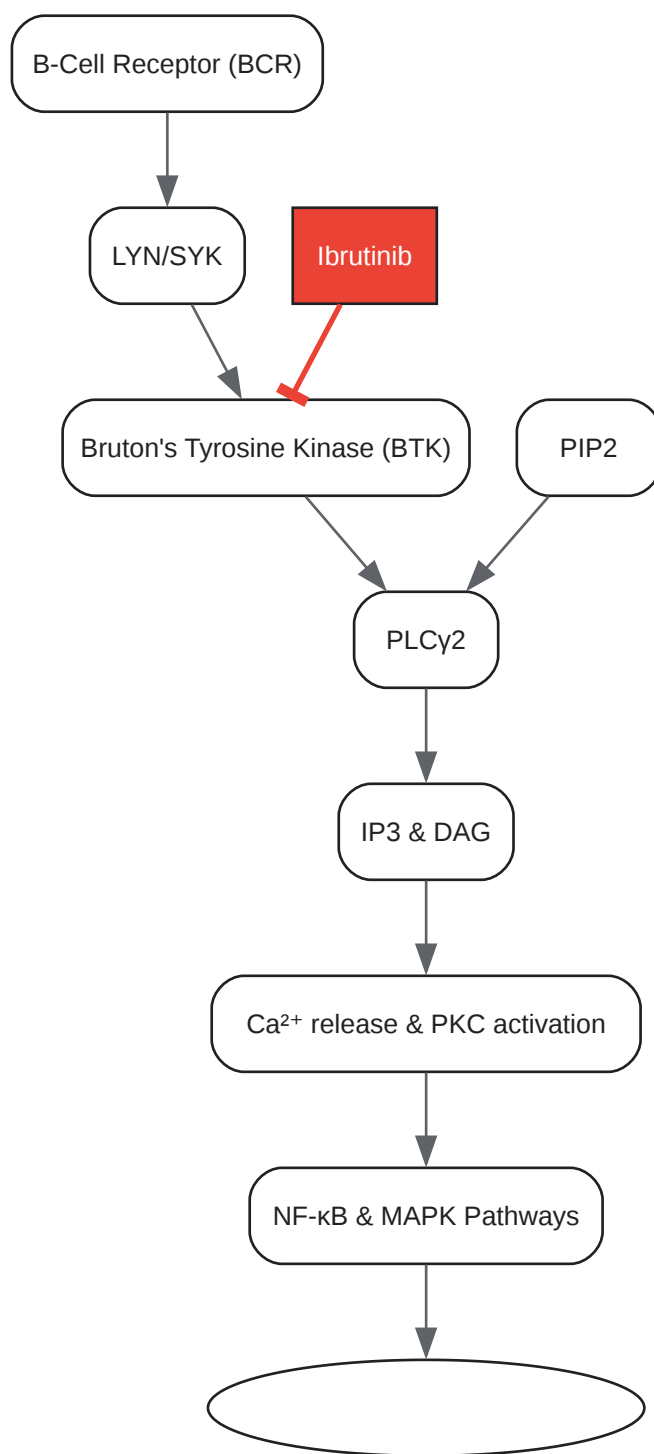 B-Cell Receptor (BCR)
LYN/SYK
Ibrutinib
Bruton's Tyrosine Kinase (BTK)
PIP2
PLCγ2
IP3 & DAG
Ca²⁺ release & PKC activation
NF-κB & MAPK Pathways